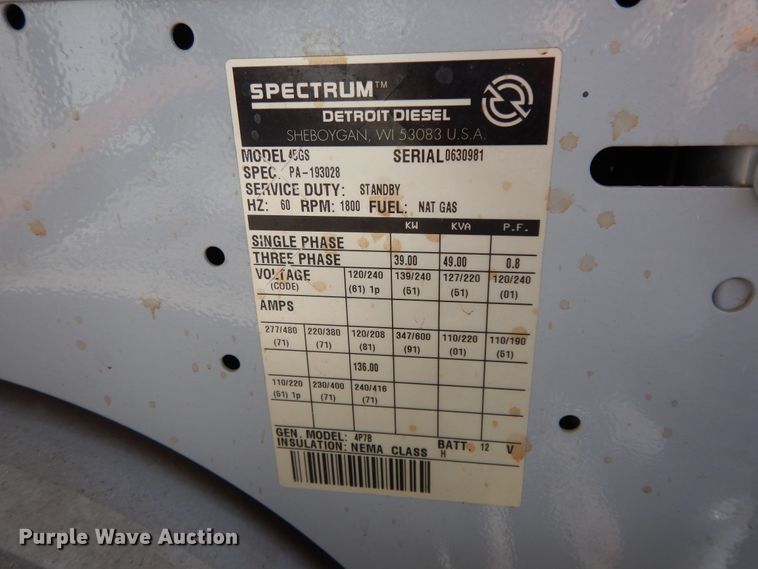 SPECTRUM™
DETROIT DIESEL
SHEBOYGAN, WI 53083 U.S.A.
MODEL 45GS SERIAL 0630981
SPEC. PA-193028
SERVICE DUTY: STANDBY
HZ: 60 RPM: 1800 FUEL: NAT GAS
KW KVA P.F.
SINGLE PHASE
THREE PHASE 39.00 49.00 0.8
VOLTAGE 120/240 139/240 127/220 120/240
(CODE) (61) 1p (51) (51) (01)
AMPS
277/480 220/380 120/208 347/600 110/220 110/190
(71) (71) (81) (91) (01) (51)
136.00
110/220 230/400 240/416
(51) 1p (71) (71)
GEN. MODEL: 4P7B BATT. 12 V
INSULATION: NEMA CLASS H
Purple Wave Auction